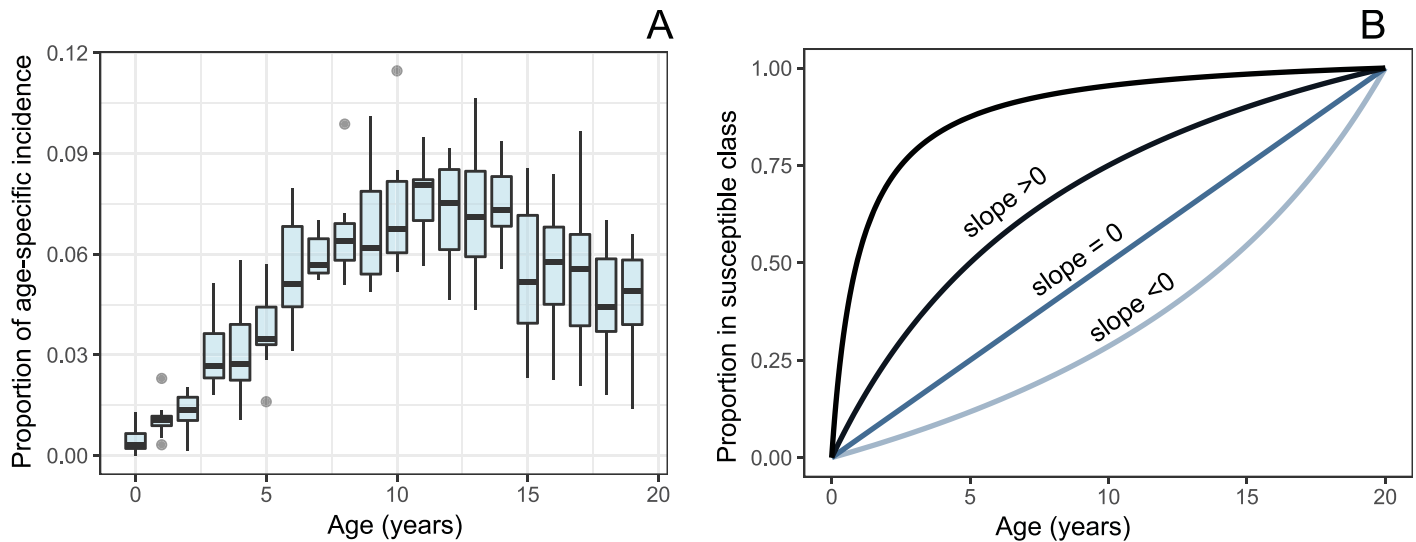 A
Proportion of age-specific incidence
0.12
0.09
0.06
0.03
0.00
0
5
10
15
20
Age (years)
B
Proportion in susceptible class
1.00
0.75
0.50
0.25
0.00
slope >0
slope = 0
slope <0
0
5
10
15
20
Age (years)